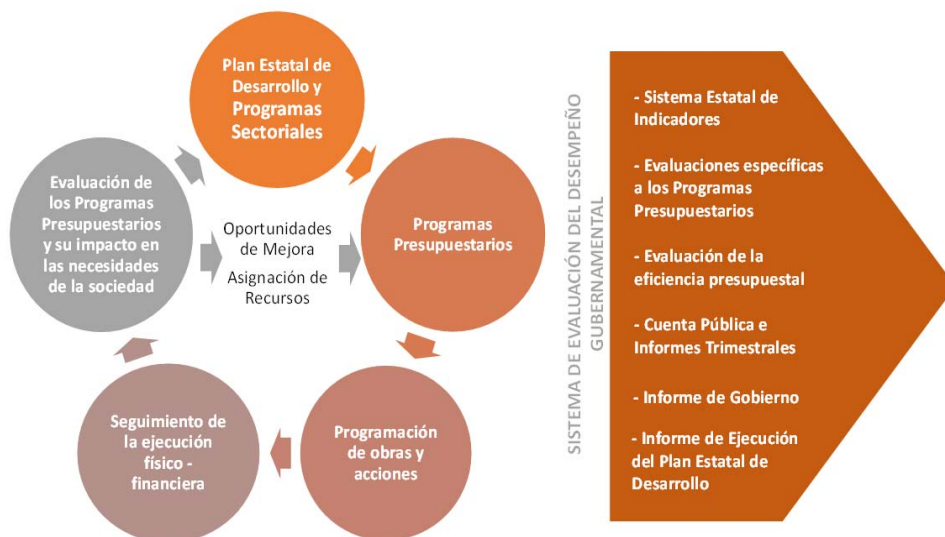 Plan Estatal de
Desarrollo y
Programas
Sectoriales
Evaluación de
los Programas
Presupuestarios
y su impacto en
las necesidades
de la sociedad
Oportunidades
de Mejora
Asignación de
Recursos
Programas
Presupuestarios
Seguimiento de
la ejecución
físico -
financiera
Programación
de obras y
acciones
SISTEMA DE EVALUACIÓN DEL DESEMPEÑO
GUBERNAMENTAL
- Sistema Estatal de
Indicadores
- Evaluaciones específicas
a los Programas
Presupuestarios
- Evaluación de la
eficiencia presupuestal
- Cuenta Pública e
Informes Trimestrales
- Informe de Gobierno
- Informe de Ejecución
del Plan Estatal de
Desarrollo